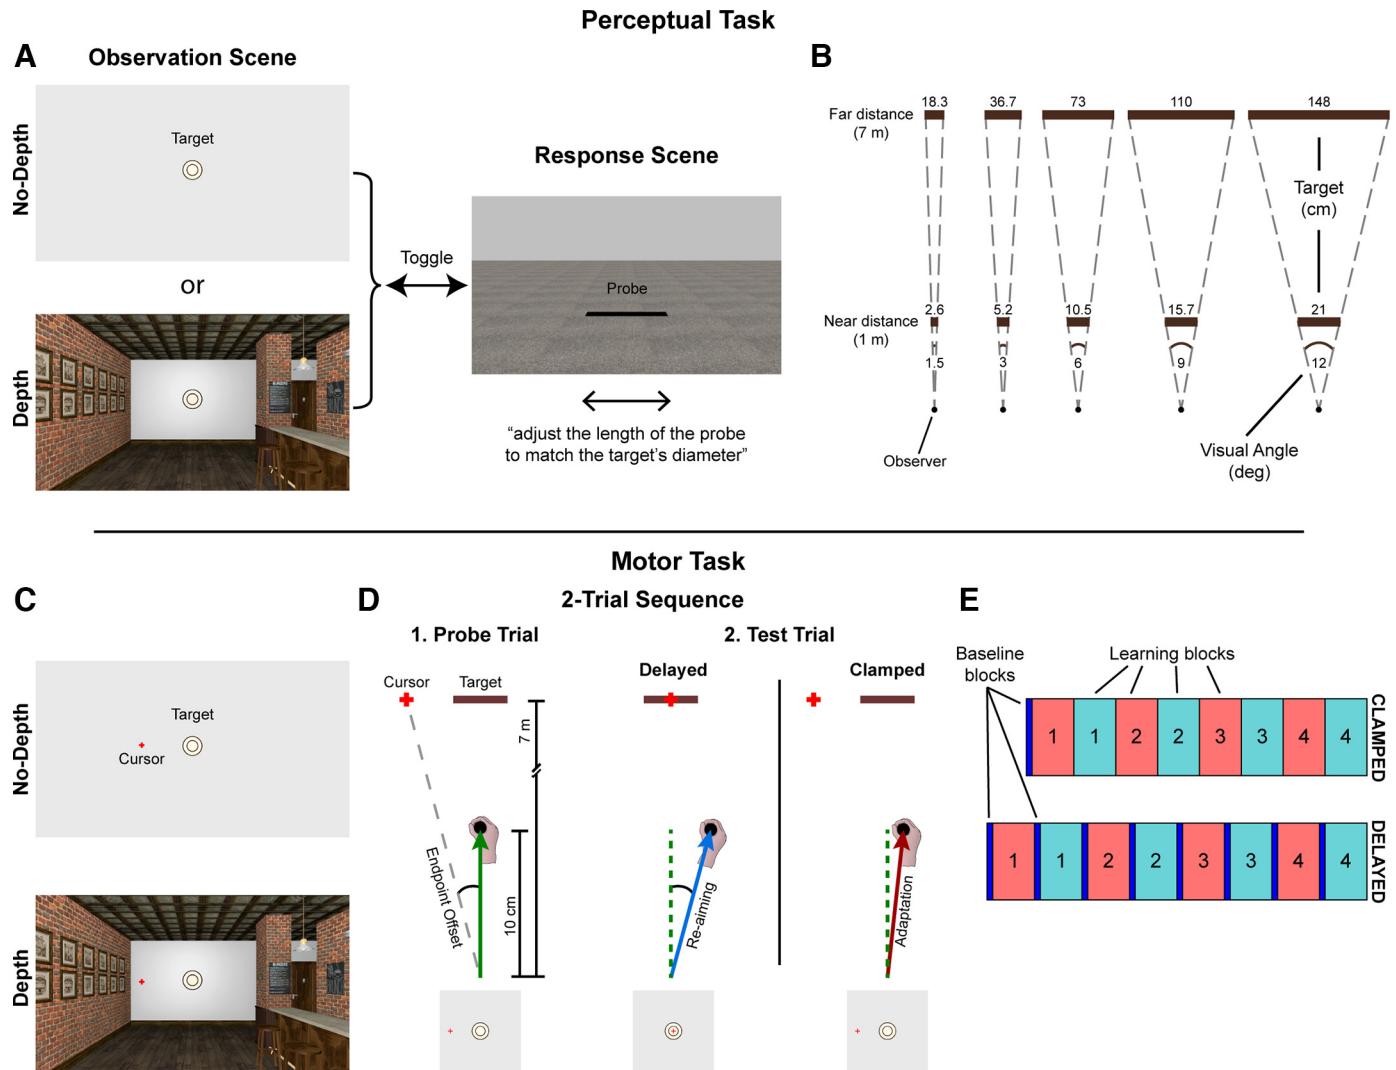 Perceptual Task
A
Observation Scene
No-Depth
Target
or
Depth
Toggle
Response Scene
Probe
“adjust the length of the probe
to match the target’s diameter”
B
18.3
36.7
73
110
148
Far distance
(7 m)
Target
(cm)
Near distance
(1 m)
2.6
5.2
10.5
15.7
21
1.5
3
6
9
12
Observer
Visual Angle
(deg)
Motor Task
C
No-Depth
Target
Cursor
Depth
D
2-Trial Sequence
1. Probe Trial
2. Test Trial
Cursor
Target
Delayed
Clamped
7 m
10 cm
Endpoint Offset
Re-aiming
Adaptation
E
Baseline
blocks
Learning blocks
1
1
2
2
3
3
4
4
CLAMPED
1
1
2
2
3
3
4
4
DELAYED